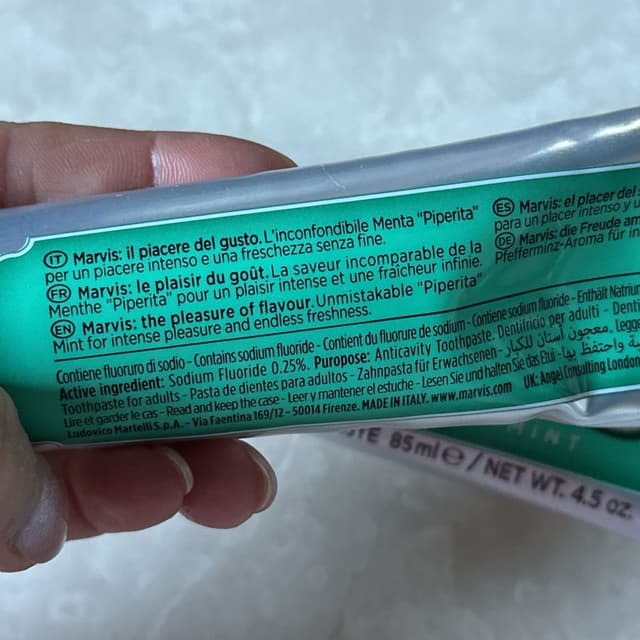 IT Marvis: il piacere del gusto. L'inconfondibile Menta "Piperita"
per un piacere intenso e una freschezza senza fine.
FR Marvis: le plaisir du goût. La saveur incomparable de la
Menthe "Piperita" pour un plaisir intense et une fraîcheur infinie.
EN Marvis: the pleasure of flavour. Unmistakable "Piperita"
Mint for intense pleasure and endless freshness.
ES Marvis: el placer del
para un placer intenso y
DE Marvis: die Freude am
Pfefferminz-Aroma für
Contiene fluoruro di sodio - Contains sodium fluoride - Contient du fluorure de sodium - Contiene sodium fluoride - Enthält
Active ingredient: Sodium Fluoride 0.25%. Puropose: Anticavity Toothpaste. Dentifricio per adulti -
Toothpaste for adults - Pasta de dientes para adultos - Zahnpasta für Erwachsenen - معجون أسنان للكبار.
Lire et garder le cas - Read and keep the case - Leer y mantener el estuche - Lesen Sie und halten Sie das Etui - واحتفظ بها
Ludovico Martelli S.p.A. - Via Faentina 169/12 - 50014 Firenze. MADE IN ITALY. www.marvis.com UK: Angel Consulting London
MINT
85ml e / NET WT. 4.5 oz.